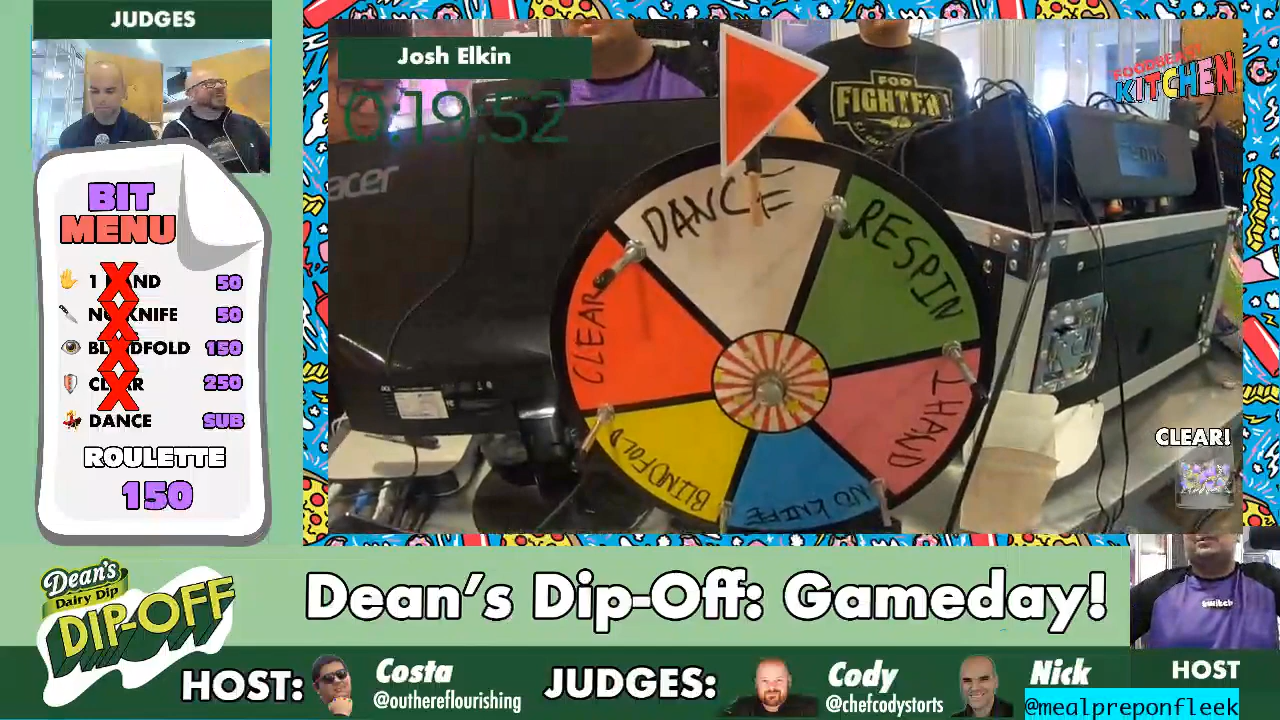 JUDGES
BIT
MENU
50
NO KNIFE 50
BLINDFOLD 150
CLEAR 250
DANCE SUB
ROULETTE
150
Josh Elkin
0:19:52
acer
FOO
FIGHTER
FOODBEAST
KITCHEN
DANCE
RESPIN
1 HAND
NO KNIFE
BLINDFOLD
CLEAR
CLEAR!
twitch
Dean's
Dairy Dip
DIP-OFF
Dean's Dip-Off: Gameday!
HOST:
Costa
@outhereflourishing
JUDGES:
Cody
@chefcodystorts
Nick
HOST
@mealpreponfleek